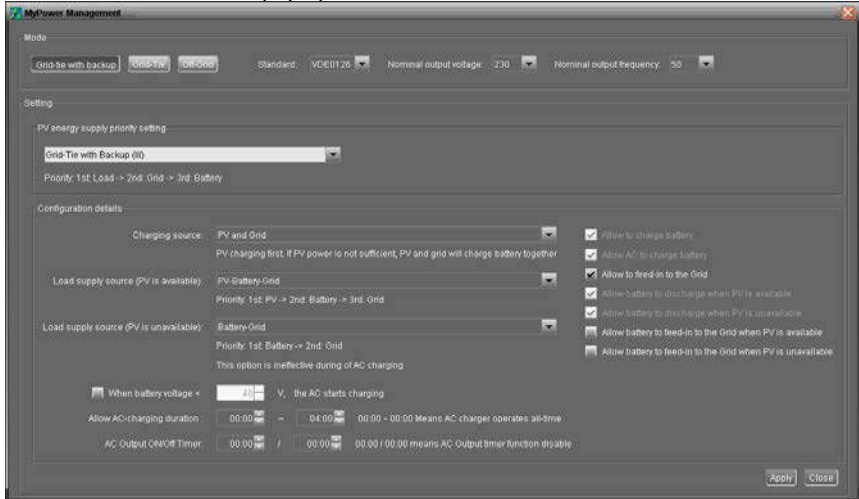 MyPower Management
Mode
Grid-tie with backup Grid-Tie Off-Grid Standard: VDE0126 Nominal output voltage: 230 Nominal output frequency: 50
Setting
PV energy supply priority setting
Grid-Tie with Backup (III)
Priority: 1st: Load -> 2nd: Grid -> 3rd: Battery
Configuration details
Charging source: PV and Grid Allow to charge battery
PV charging first. If PV power is not sufficient, PV and grid will charge battery together Allow AC to charge battery
Allow to feed-in to the Grid
Load supply source (PV is available): PV-Battery-Grid
Priority: 1st: PV -> 2nd: Battery -> 3rd: Grid Allow battery to discharge when PV is available
Allow battery to discharge when PV is unavailable
Load supply source (PV is unavailable): Battery-Grid Allow battery to feed-in to the Grid when PV is available
Priority: 1st: Battery-> 2nd: Grid Allow battery to feed-in to the Grid when PV is unavailable
This option is ineffective during of AC charging
When battery voltage < 48 V, the AC starts charging
Allow AC-charging duration : 00:00 ~ 04:00 00:00 ~ 00:00 Means AC charger operates all-time
AC Output ON/Off Timer: 00:00 / 00:00 00:00 / 00:00 means AC Output timer function disable
Apply Close